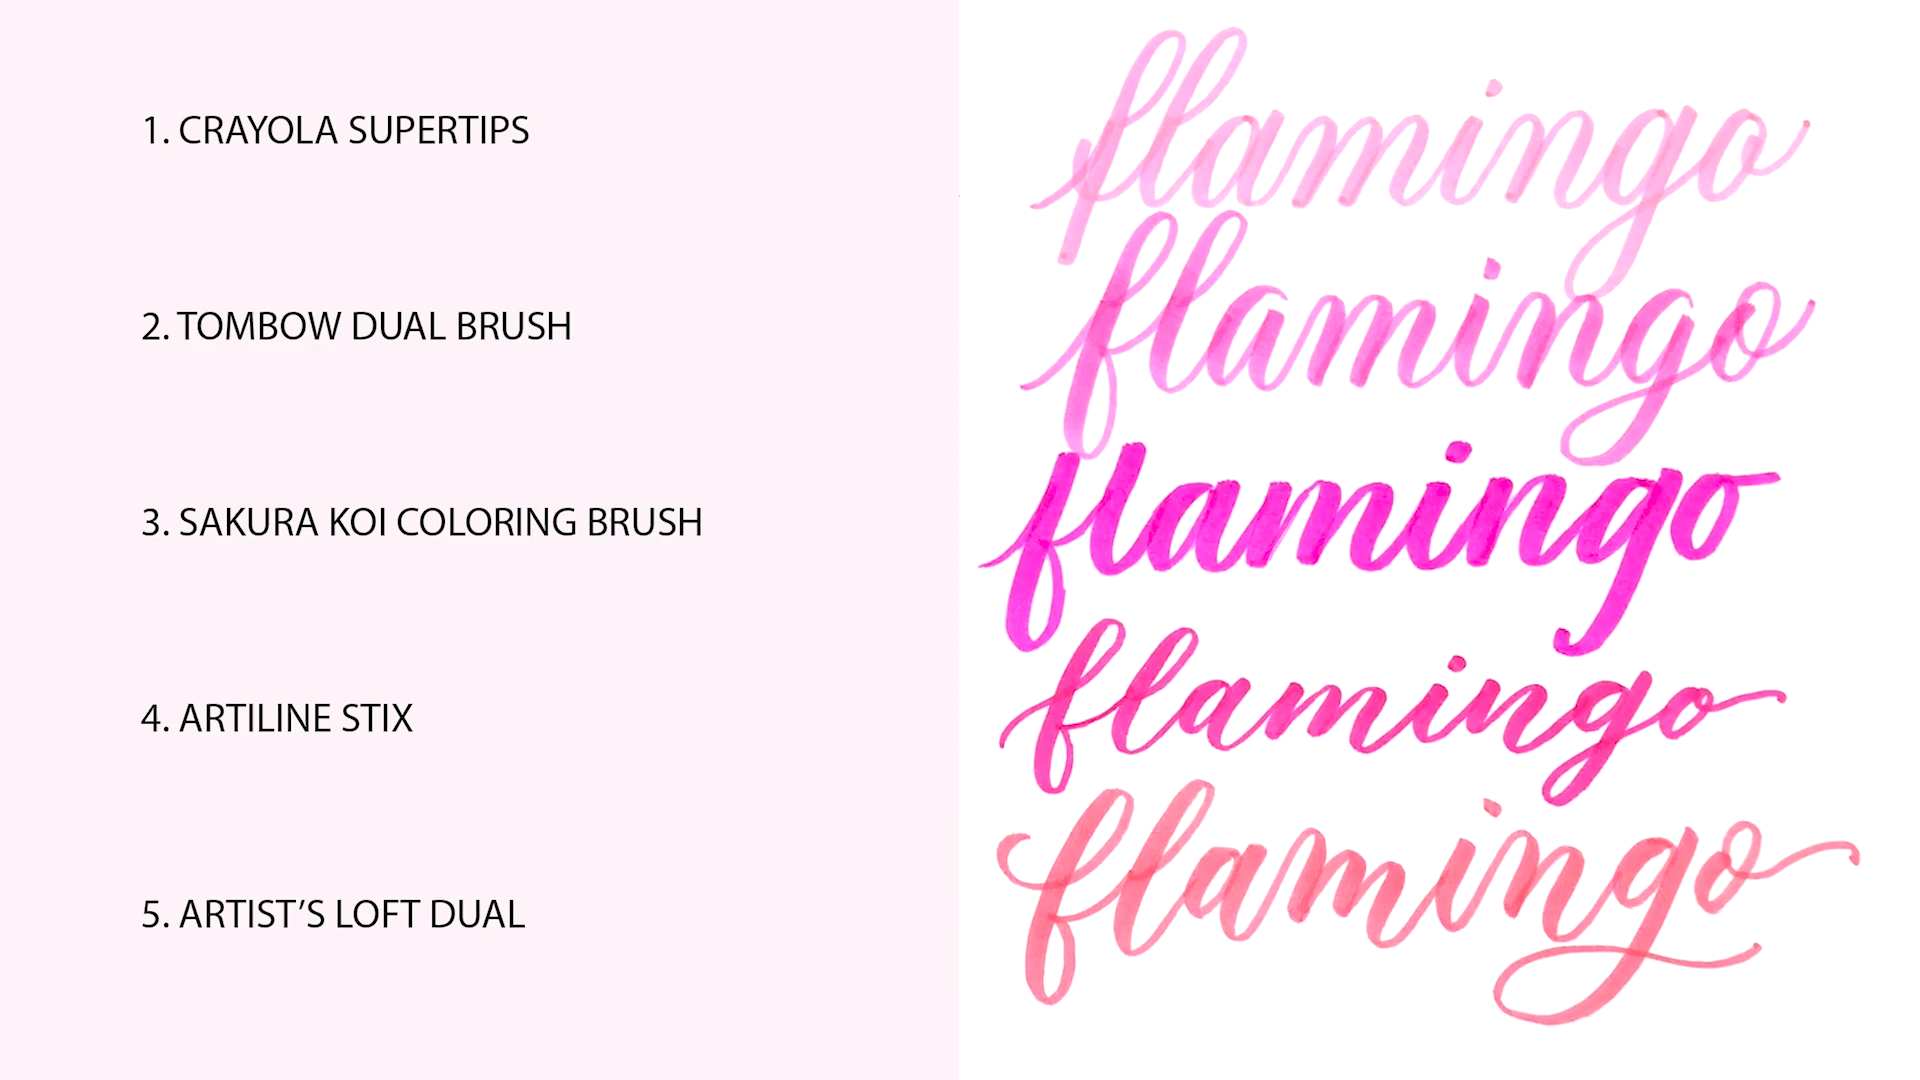 1. CRAYOLA SUPERTIPS
flamingo
2. TOMBOW DUAL BRUSH
flamingo
3. SAKURA KOI COLORING BRUSH
flamingo
4. ARTILINE STIX
flamingo
5. ARTIST’S LOFT DUAL
flamingo